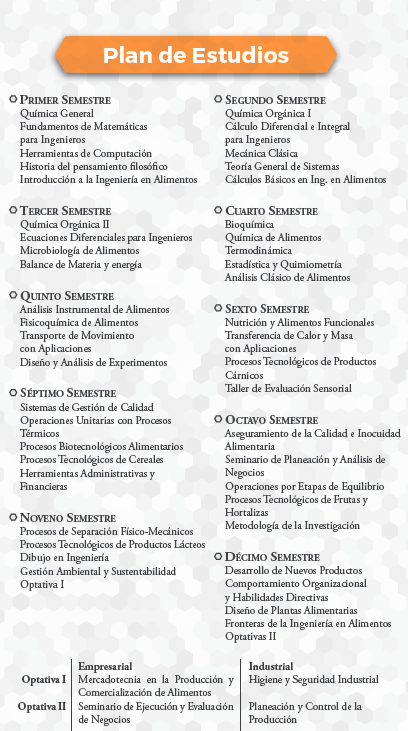 Plan de Estudios
PRIMER SEMESTRE
Química General
Fundamentos de Matemáticas
para Ingenieros
Herramientas de Computación
Historia del pensamiento filosófico
Introducción a la Ingeniería en Alimentos
SEGUNDO SEMESTRE
Química Orgánica I
Cálculo Diferencial e Integral
para Ingenieros
Mecánica Clásica
Teoría General de Sistemas
Cálculos Básicos en Ing. en Alimentos
TERCER SEMESTRE
Química Orgánica II
Ecuaciones Diferenciales para Ingenieros
Microbiología de Alimentos
Balance de Materia y energía
CUARTO SEMESTRE
Bioquímica
Química de Alimentos
Termodinámica
Estadística y Quimiometría
Análisis Clásico de Alimentos
QUINTO SEMESTRE
Análisis Instrumental de Alimentos
Fisicoquímica de Alimentos
Transporte de Movimiento
con Aplicaciones
Diseño y Análisis de Experimentos
SEXTO SEMESTRE
Nutrición y Alimentos Funcionales
Transferencia de Calor y Masa
con Aplicaciones
Procesos Tecnológicos de Productos
Cárnicos
Taller de Evaluación Sensorial
SÉPTIMO SEMESTRE
Sistemas de Gestión de Calidad
Operaciones Unitarias con Procesos
Térmicos
Procesos Biotecnológicos Alimentarios
Procesos Tecnológicos de Cereales
Herramientas Administrativas y
Financieras
OCTAVO SEMESTRE
Aseguramiento de la Calidad e Inocuidad
Alimentaria
Seminario de Planeación y Análisis de
Negocios
Operaciones por Etapas de Equilibrio
Procesos Tecnológicos de Frutas y
Hortalizas
Metodología de la Investigación
NOVENO SEMESTRE
Procesos de Separación Físico-Mecánicos
Procesos Tecnológicos de Productos Lácteos
Dibujo en Ingeniería
Gestión Ambiental y Sustentabilidad
Optativa I
DÉCIMO SEMESTRE
Desarrollo de Nuevos Productos
Comportamiento Organizacional
y Habilidades Directivas
Diseño de Plantas Alimentarias
Fronteras de la Ingeniería en Alimentos
Optativas II
Empresarial Industrial
Optativa I Mercadotecnia en la Producción y Higiene y Seguridad Industrial
Comercialización de Alimentos
Optativa II Seminario de Ejecución y Evaluación Planeación y Control de la
de Negocios Producción